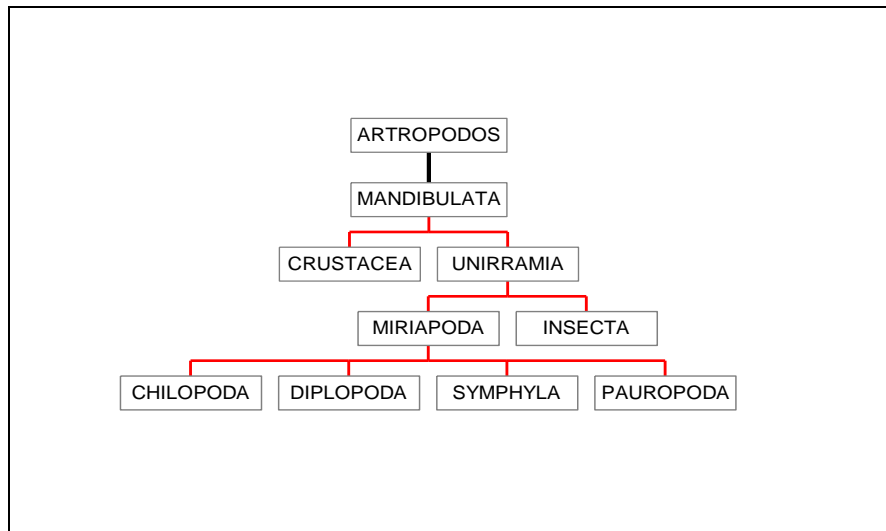 ARTROPODOS
MANDIBULATA
CRUSTACEA UNIRRAMIA
MIRIAPODA INSECTA
CHILOPODA DIPLOPODA SYMPHYLA PAUROPODA